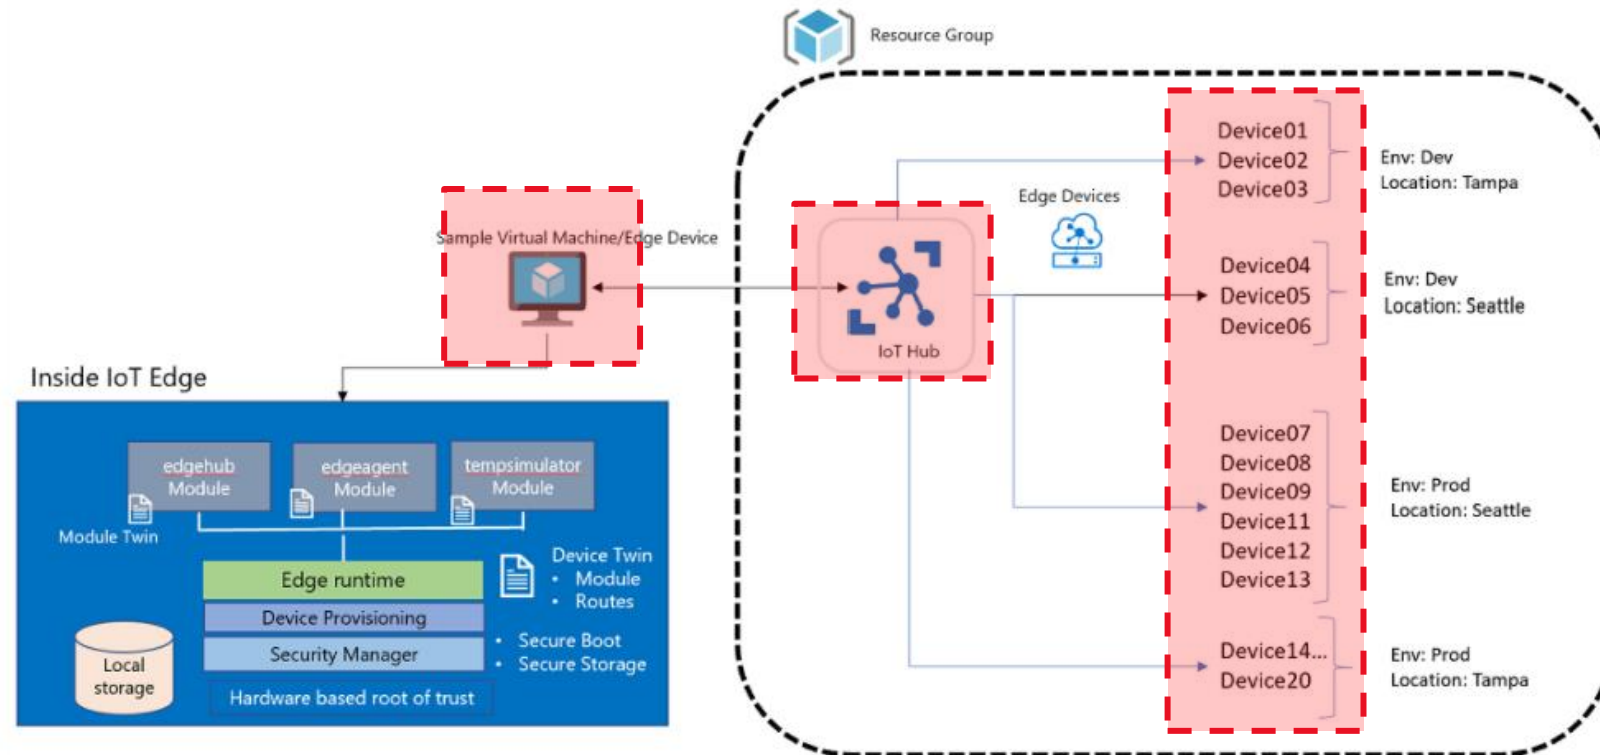 Resource Group
Device01
Device02
Device03
Env: Dev
Location: Tampa
Edge Devices
Sample Virtual Machine/Edge Device
Device04
Device05
Device06
Env: Dev
Location: Seattle
IoT Hub
Inside IoT Edge
edgehub
Module
edgeagent
Module
tempsimulator
Module
Module Twin
Device07
Device08
Device09
Device11
Device12
Device13
Env: Prod
Location: Seattle
Edge runtime
Device Provisioning
Security Manager
Hardware based root of trust
Device Twin
• Module
• Routes
• Secure Boot
• Secure Storage
Local
storage
Device14...
Device20
Env: Prod
Location: Tampa